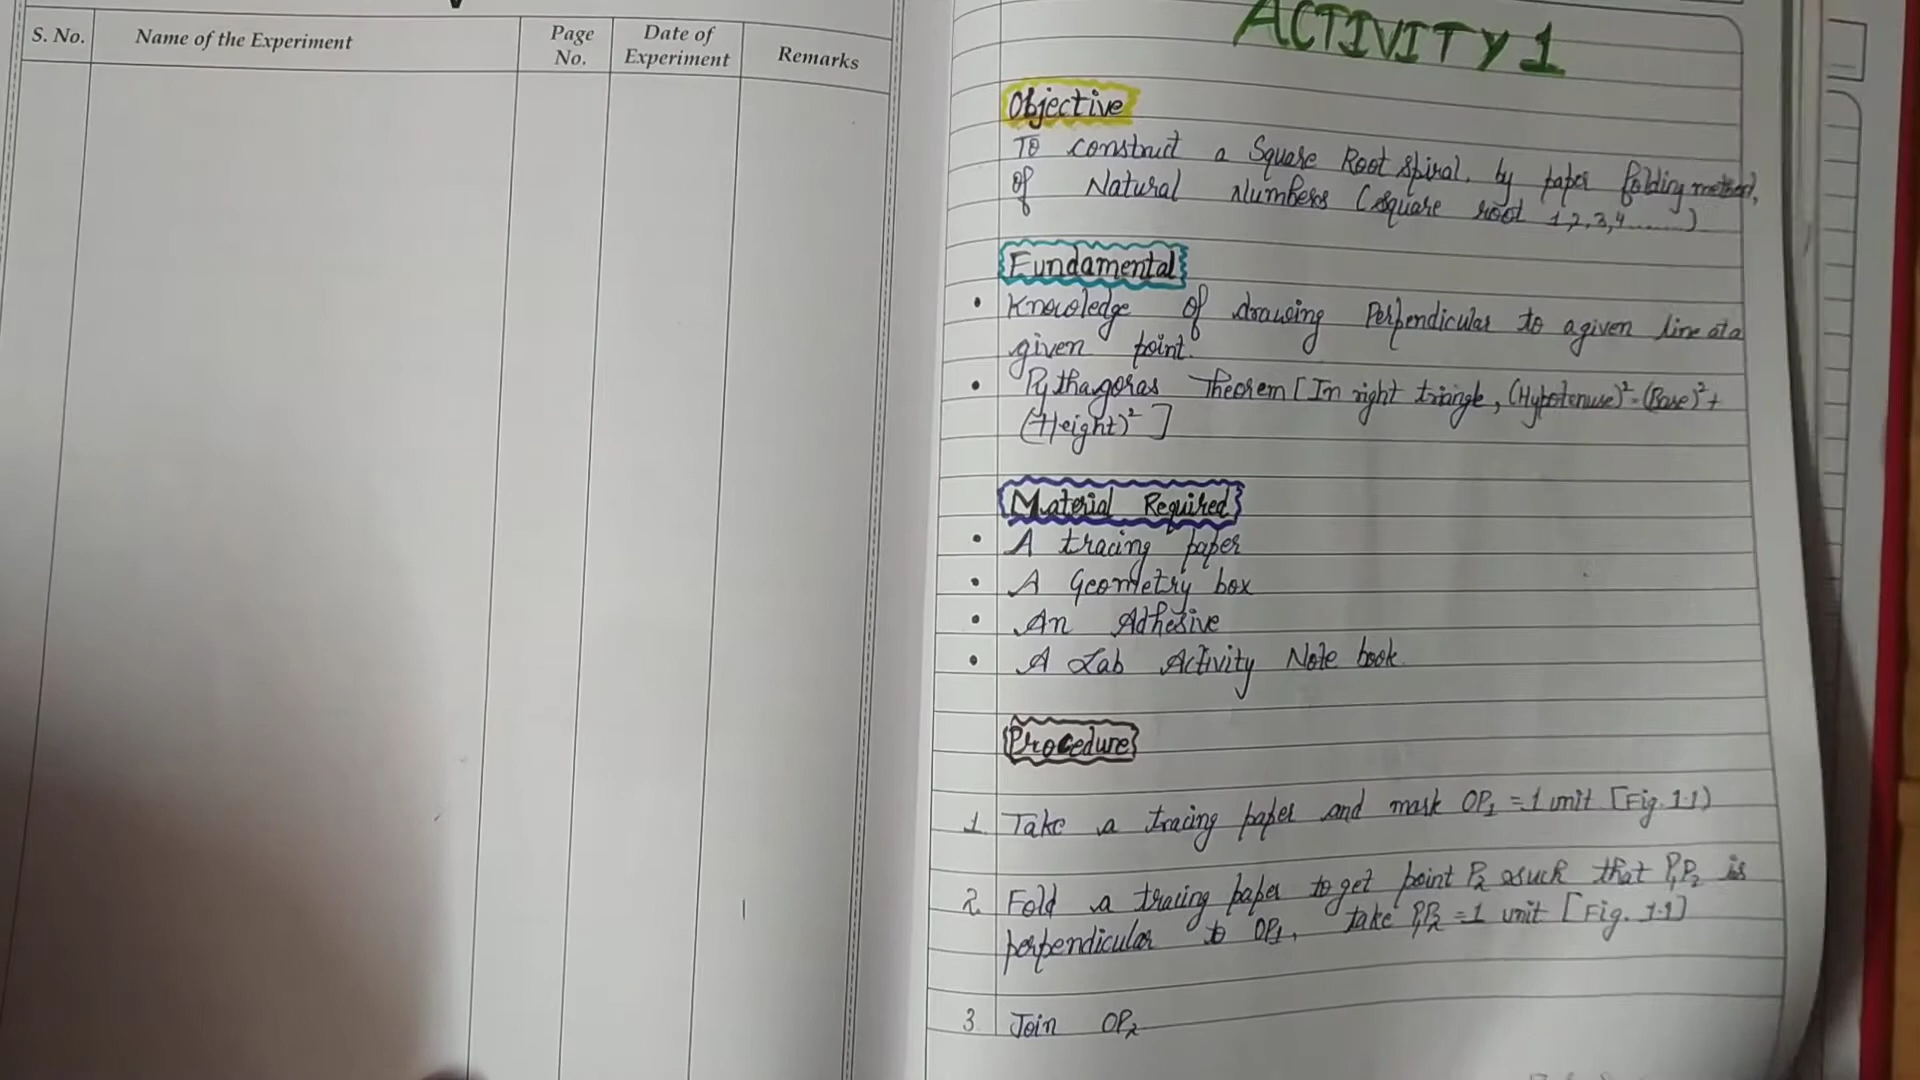 S. No.
Name of the Experiment
Page No.
Date of Experiment
Remarks
ACTIVITY 1
Objective
To construct a Square Root Spiral, by paper folding method,
of Natural Numbers (square root 1,2,3,4.......)
Fundamental
• Knowledge of drawing Perpendicular to a given line at a
given point.
• Pythagoras Theorem [In right triangle, (Hypotenuse)² = (Base)² +
(Height)² ]
Material Required
• A tracing paper
• A Geometry box
• An Adhesive
• A Lab Activity Note book
Procedure
1. Take a tracing paper and mark OP₁ = 1 unit [Fig. 1.1)
2. Fold a tracing paper to get point P₂ such that P₁P₂ is
perpendicular to OP₁, take P₁P₂ = 1 unit [Fig. 1.1]
3 Join OP₂